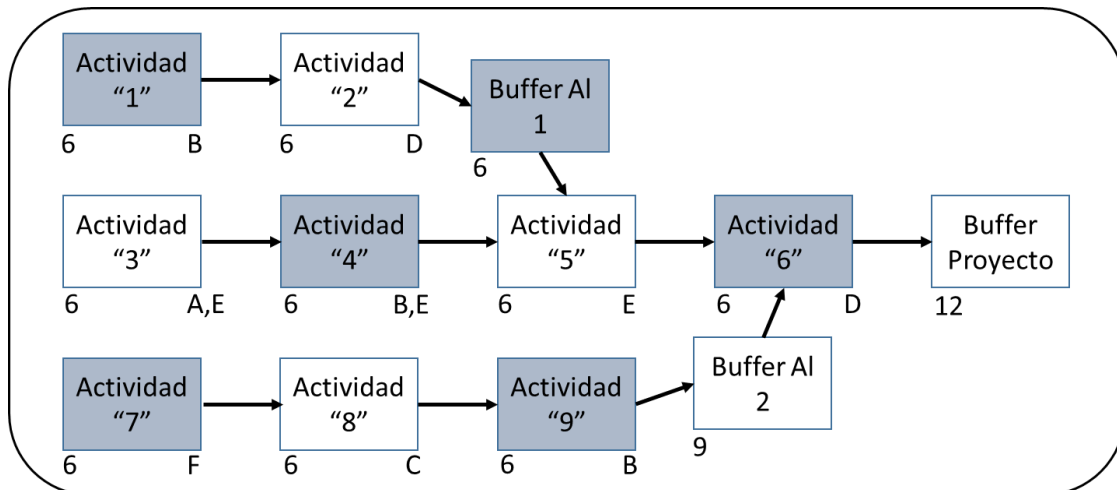 Actividad
“1”
6
B
Actividad
“2”
6
D
Buffer Al
1
6
Actividad
“3”
6
A,E
Actividad
“4”
6
B,E
Actividad
“5”
6
E
Actividad
“6”
6
D
Buffer
Proyecto
12
Actividad
“7”
6
F
Actividad
“8”
6
C
Actividad
“9”
6
B
Buffer Al
2
9